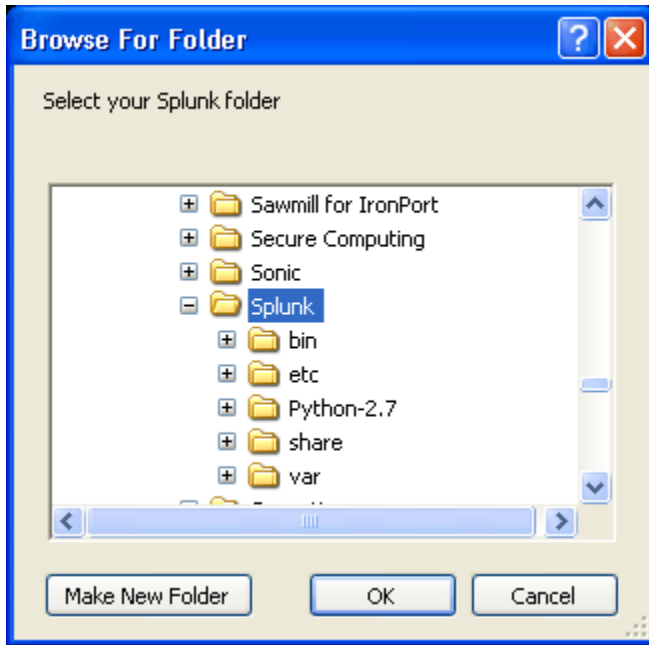 Browse For Folder
Select your Splunk folder
Sawmill for IronPort
Secure Computing
Sonic
Splunk
bin
etc
Python-2.7
share
var
Make New Folder OK Cancel